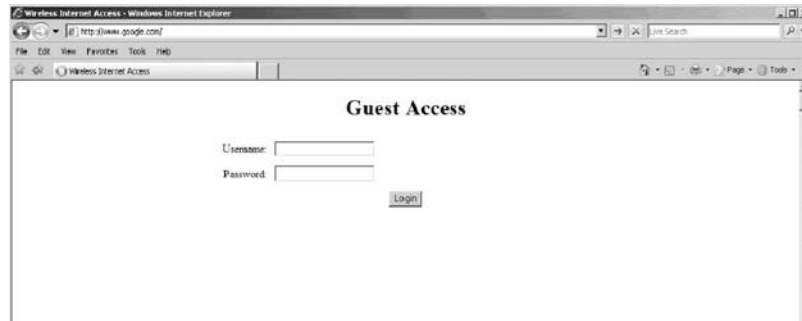 Wireless Internet Access - Windows Internet Explorer
http://www.google.com/
Live Search
File Edit View Favorites Tools Help
Wireless Internet Access
Page Tools
Guest Access
Username:
Password:
Login